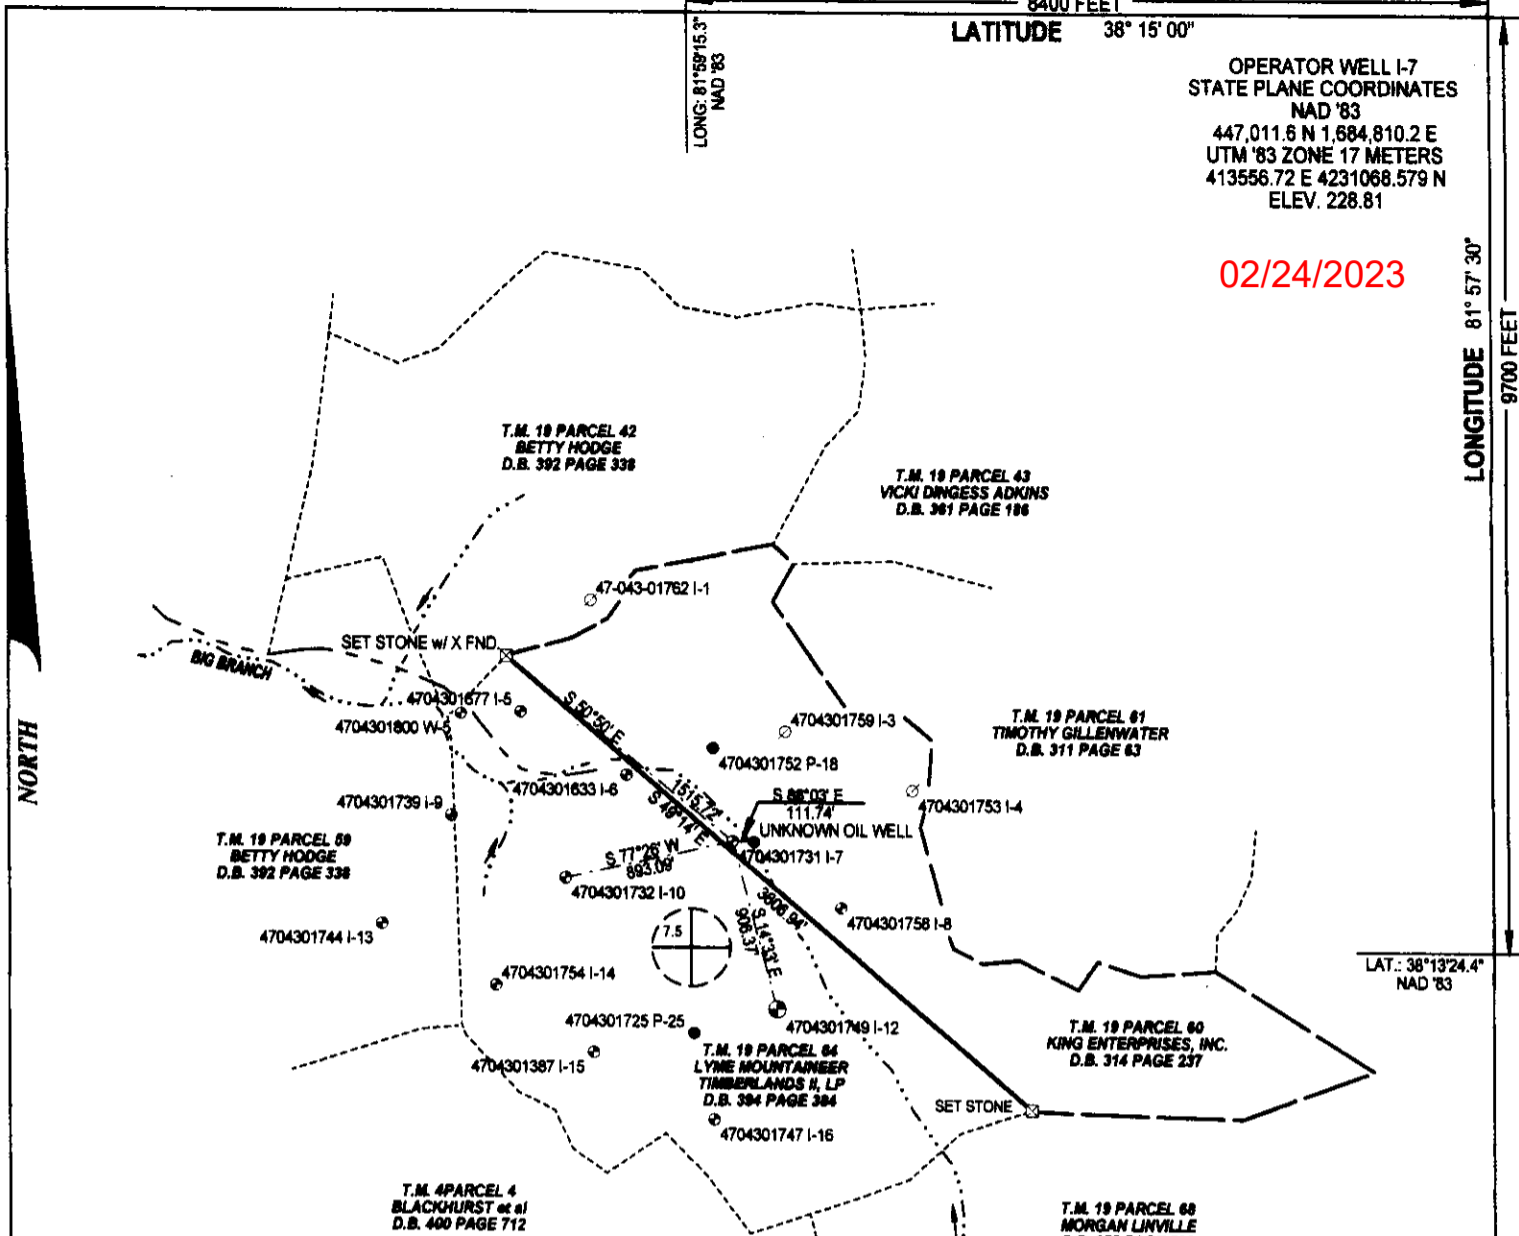 8400 FEET
LATITUDE 38° 15' 00"
LONG: 81°59'15.3"
NAD '83
OPERATOR WELL I-7
STATE PLANE COORDINATES
NAD '83
447,011.6 N 1,684,810.2 E
UTM '83 ZONE 17 METERS
413556.72 E 4231068.579 N
ELEV. 228.81
02/24/2023
LONGITUDE 81° 57' 30"
9700 FEET
T.M. 19 PARCEL 42
BETTY HODGE
D.B. 392 PAGE 338
T.M. 19 PARCEL 43
VICKI DINGESS ADKINS
D.B. 361 PAGE 186
47-043-01762 I-1
SET STONE w/ X FND.
BIG BRANCH
4704301677 I-5
4704301800 W-5
S 50°50' E
1515.72'
4704301759 I-3
4704301752 P-18
T.M. 19 PARCEL 61
TIMOTHY GILLENWATER
D.B. 311 PAGE 63
NORTH
4704301633 I-6
4704301739 I-9
S 49°14' E
3806.94'
S 86°03' E
111.74'
UNKNOWN OIL WELL
4704301753 I-4
T.M. 19 PARCEL 59
BETTY HODGE
D.B. 392 PAGE 338
S 77°26' W
893.09'
4704301731 I-7
4704301732 I-10
4704301758 I-8
S 14°33' E
906.37'
7.5
4704301744 I-13
4704301754 I-14
LAT.: 38°13'24.4"
NAD '83
4704301725 P-25
4704301749 I-12
T.M. 19 PARCEL 60
KING ENTERPRISES, INC.
D.B. 314 PAGE 237
4704301387 I-15
T.M. 19 PARCEL 64
LYME MOUNTAINEER
TIMBERLANDS II, LP
D.B. 394 PAGE 384
SET STONE
4704301747 I-16
T.M. 4PARCEL 4
BLACKHURST et al
D.B. 400 PAGE 712
T.M. 19 PARCEL 68
MORGAN LINVILLE